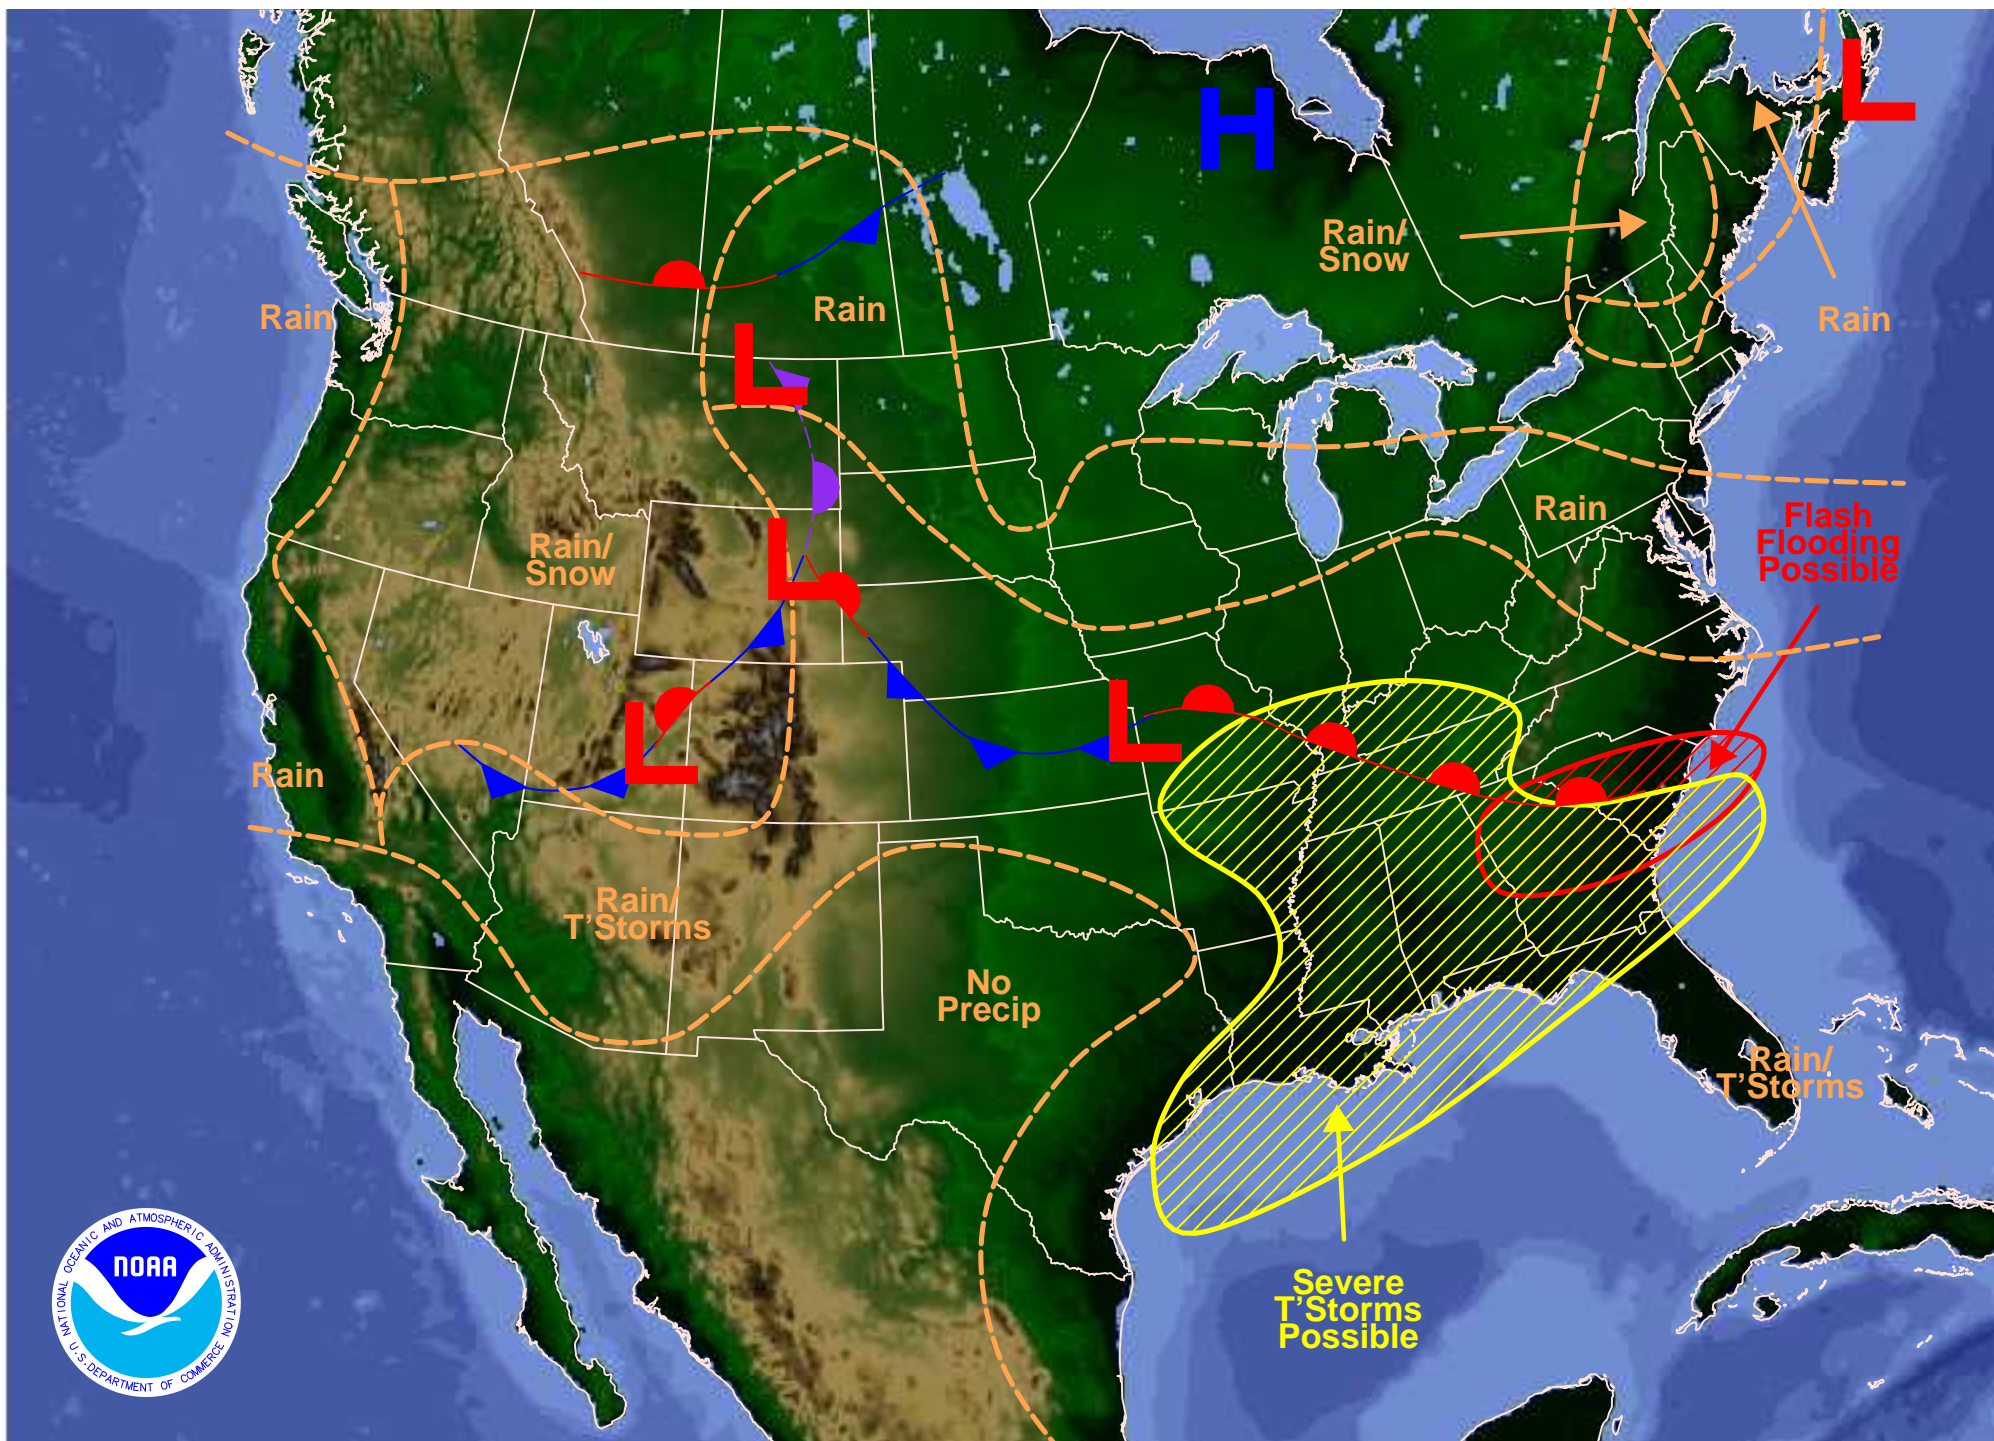 H
L
Rain/
Snow
Rain
Rain
Rain
L
L
Rain/
Snow
Rain
Flash
Flooding
Possible
L
L
Rain
Rain/
T'Storms
No
Precip
Rain/
T'Storms
Severe
T'Storms
Possible
NATIONAL OCEANIC AND ATMOSPHERIC ADMINISTRATION
NOAA
U.S. DEPARTMENT OF COMMERCE